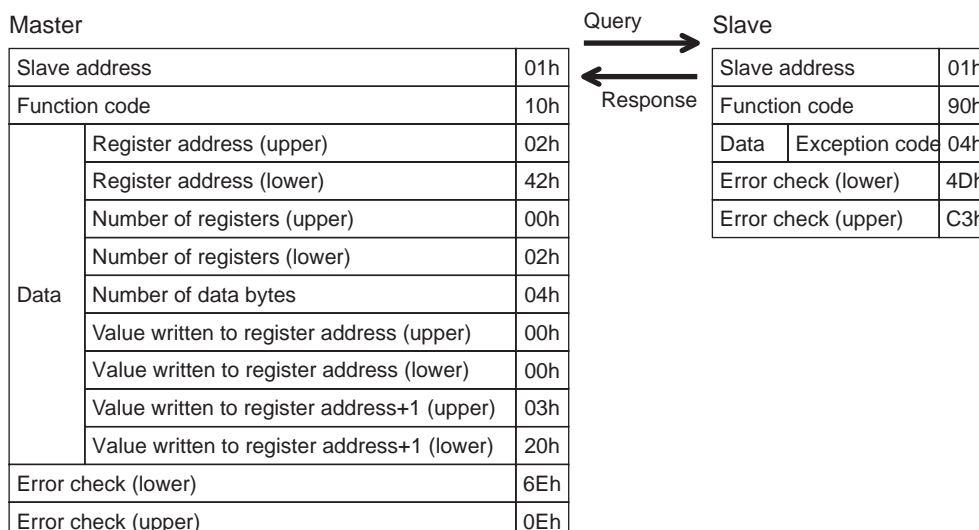 Master
Query
Slave
Response
Slave address 01h
Function code 10h
Data
Register address (upper) 02h
Register address (lower) 42h
Number of registers (upper) 00h
Number of registers (lower) 02h
Number of data bytes 04h
Value written to register address (upper) 00h
Value written to register address (lower) 00h
Value written to register address+1 (upper) 03h
Value written to register address+1 (lower) 20h
Error check (lower) 6Eh
Error check (upper) 0Eh
Slave address 01h
Function code 90h
Data Exception code 04h
Error check (lower) 4Dh
Error check (upper) C3h